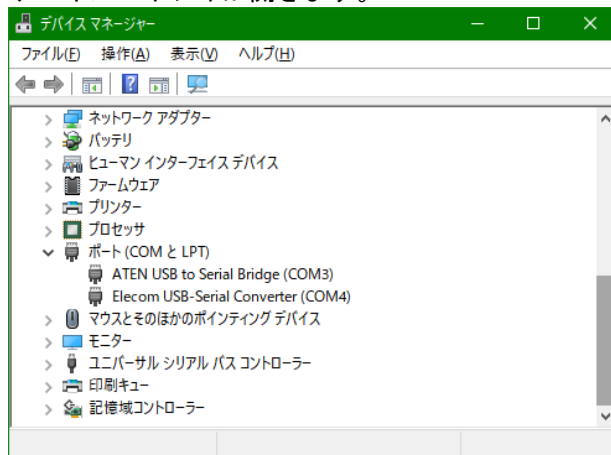 デバイス マネージャー
ファイル(F) 操作(A) 表示(V) ヘルプ(H)
ネットワーク アダプター
バッテリ
ヒューマン インターフェイス デバイス
ファームウェア
プリンター
プロセッサ
ポート (COM と LPT)
ATEN USB to Serial Bridge (COM3)
Elecom USB-Serial Converter (COM4)
マウスとそのほかのポインティング デバイス
モニター
ユニバーサル シリアル バス コントローラー
印刷キュー
記憶域コントローラー